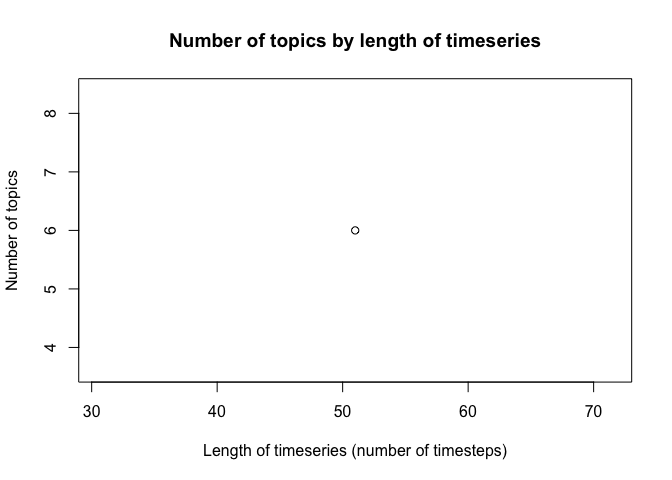 Number of topics by length of timeseries
Number of topics
8
7
6
5
4
30 40 50 60 70
Length of timeseries (number of timesteps)